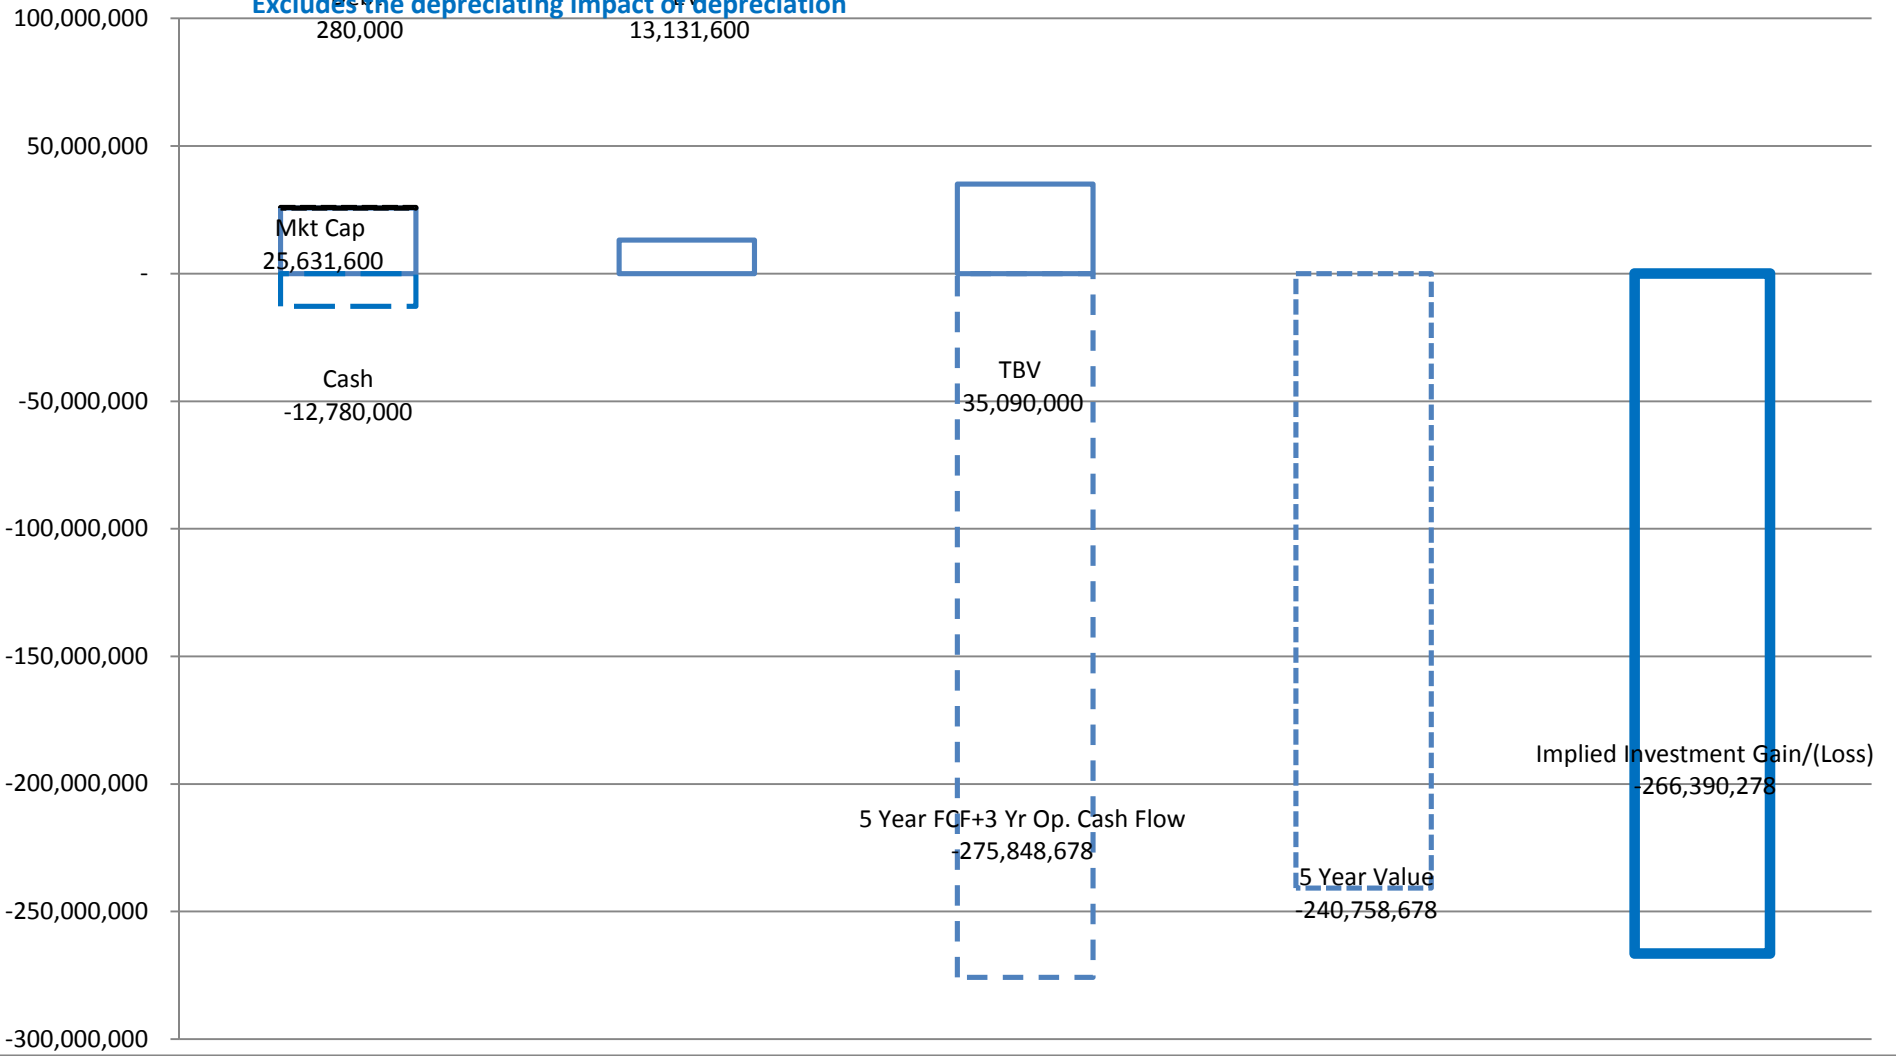 Excludes the depreciating impact of depreciation
100,000,000
280,000
13,131,600
50,000,000
Mkt Cap
25,631,600
-
Cash
-12,780,000
TBV
35,090,000
-50,000,000
-100,000,000
-150,000,000
Implied Investment Gain/(Loss)
-266,390,278
-200,000,000
5 Year FCF+3 Yr Op. Cash Flow
-275,848,678
5 Year Value
-240,758,678
-250,000,000
-300,000,000